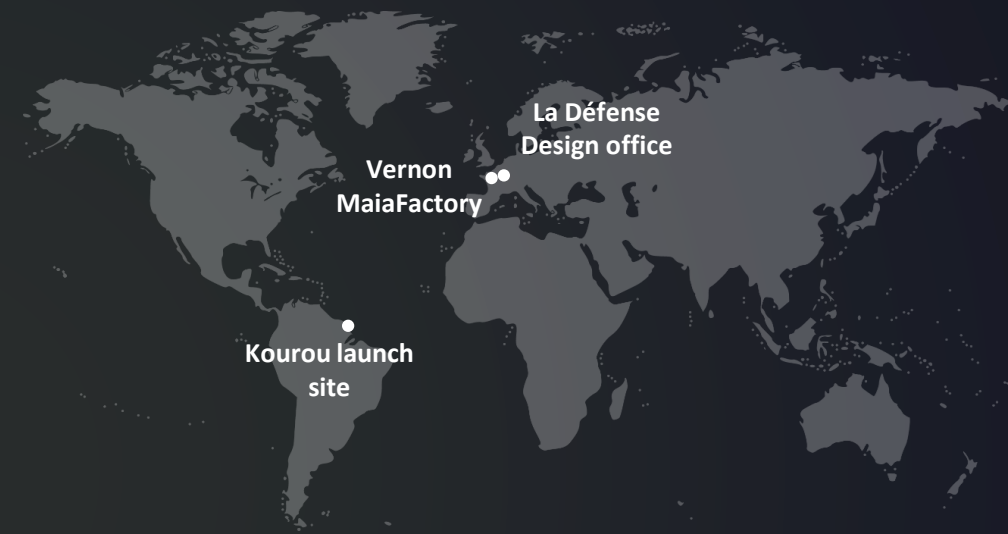 La Défense
Design office
Vernon
MaiaFactory
Kourou launch
site